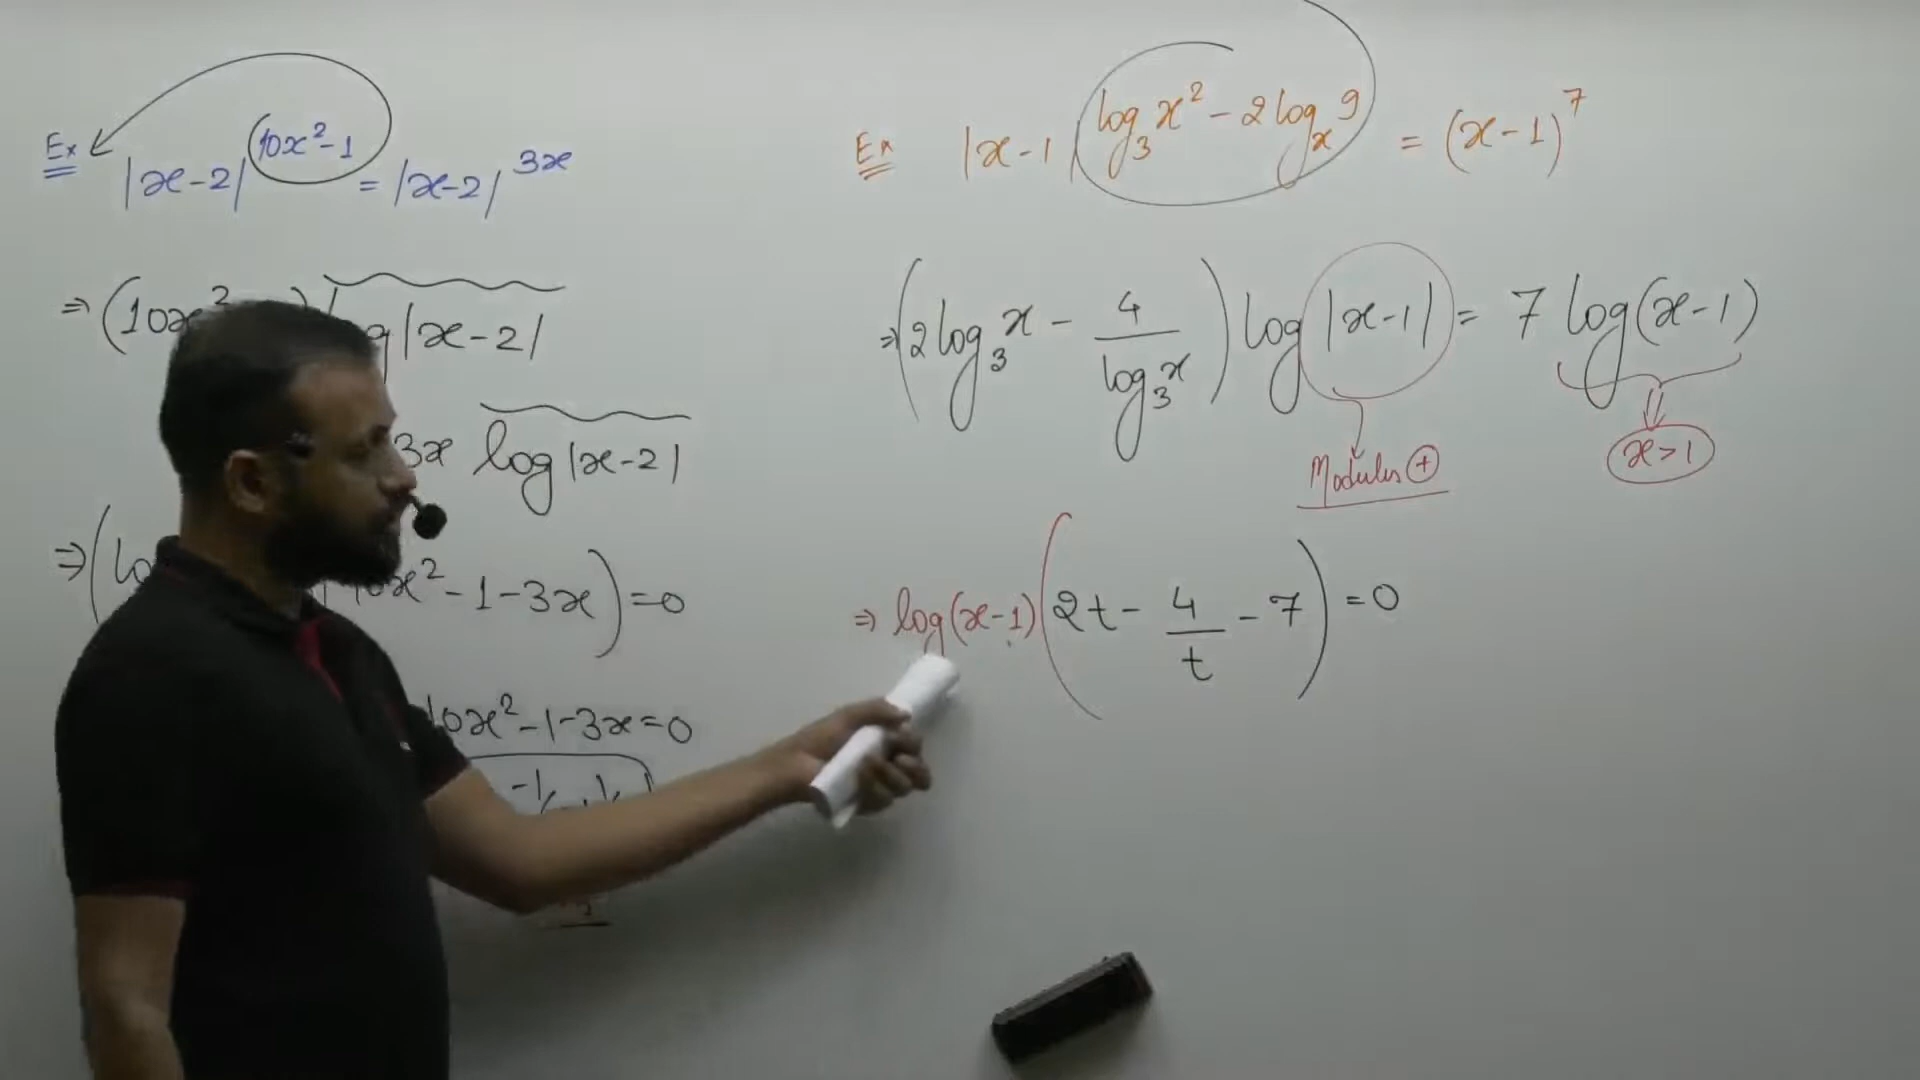 Ex |x-2|^{10x²-1} = |x-2|^{3x}
⇒ (10x² log|x-2|
3x log|x-2|
⇒ (lo 10x²-1-3x)=0
10x²-1-3x=0
Ex |x-1|^{log₃x² - 2logₓ9} = (x-1)⁷
⇒ (2log₃x - 4/log₃x) log|x-1| = 7 log(x-1)
Modulus ⊕
⇓
x>1
⇒ log(x-1)(2t - 4/t - 7) = 0